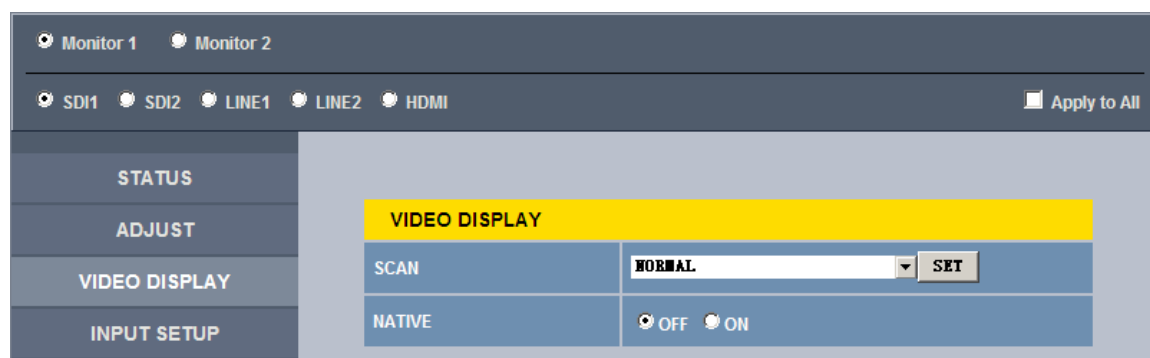 Monitor 1 Monitor 2
SDI1 SDI2 LINE1 LINE2 HDMI Apply to All
STATUS
ADJUST
VIDEO DISPLAY
INPUT SETUP
VIDEO DISPLAY
SCAN NORMAL SET
NATIVE OFF ON